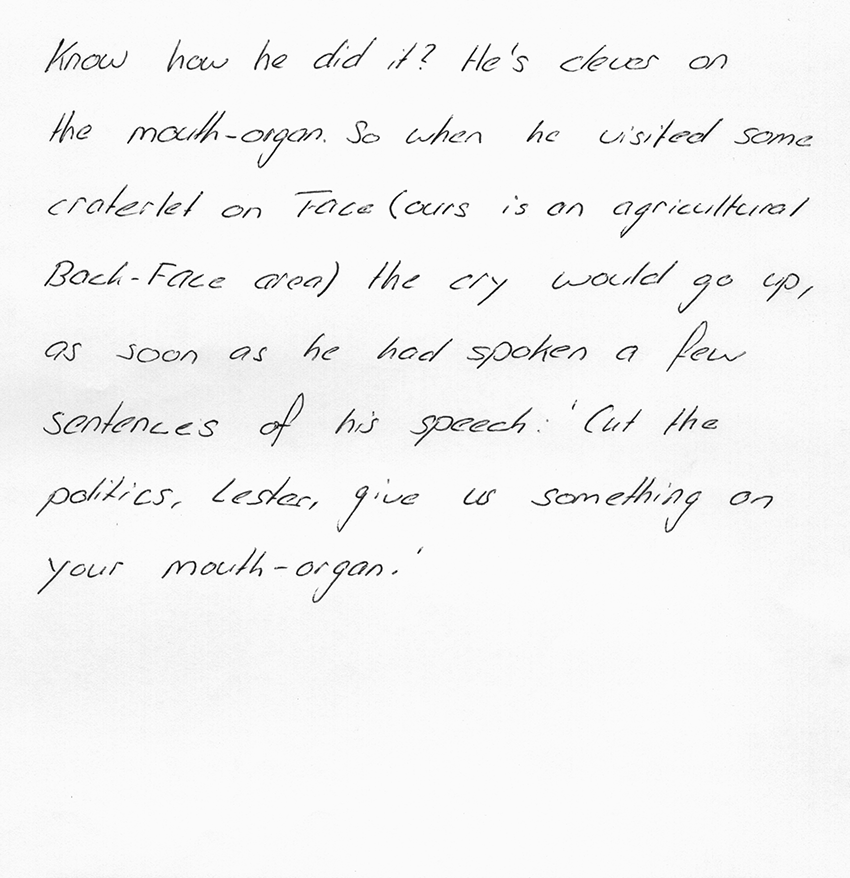 Know how he did it? He's clever on
the mouth-organ. So when he visited some
craterlet on Face (ours is an agricultural
Back-Face area) the cry would go up,
as soon as he had spoken a few
sentences of his speech: 'Cut the
politics, Lester, give us something on
your mouth-organ.'